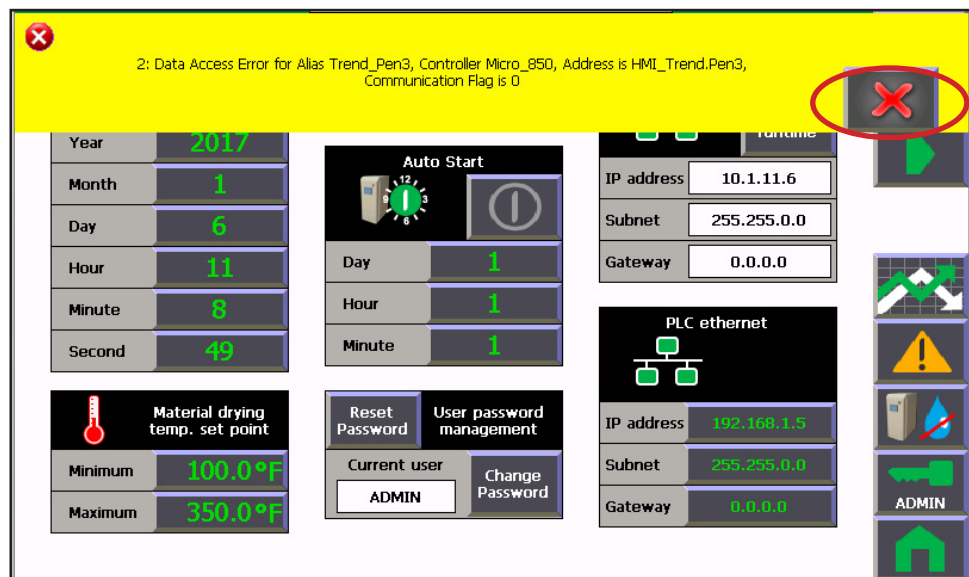 2: Data Access Error for Alias Trend_Pen3, Controller Micro_850, Address is HMI_Trend.Pen3,
Communication Flag is 0
Year 2017
Month 1
Day 6
Hour 11
Minute 8
Second 49
Material drying
temp. set point
Minimum 100.0°F
Maximum 350.0°F
Auto Start
12
3
6
9
Day 1
Hour 1
Minute 1
Reset
Password
User password
management
Current user
ADMIN
Change
Password
runtime
IP address 10.1.11.6
Subnet 255.255.0.0
Gateway 0.0.0.0
PLC ethernet
IP address 192.168.1.5
Subnet 255.255.0.0
Gateway 0.0.0.0
ADMIN